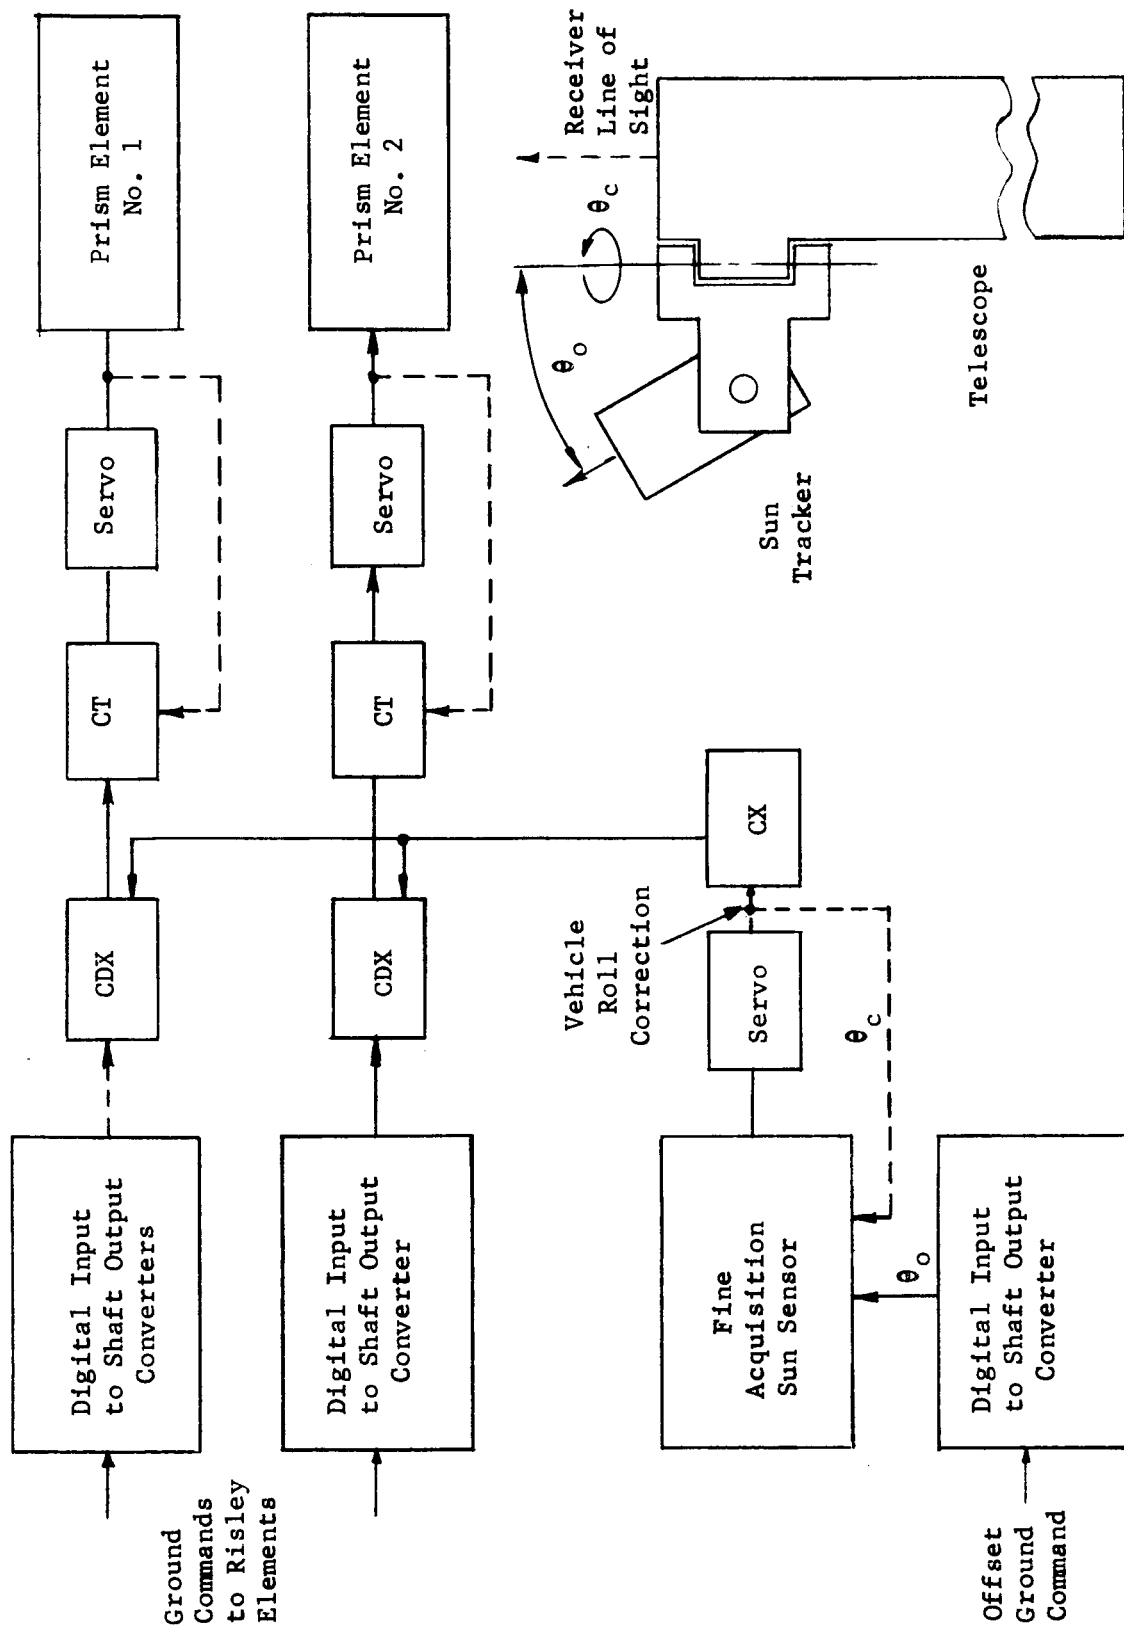 Ground
Commands
to Risley
Elements
Digital Input
to Shaft Output
Converters
CDX
CT
Servo
Prism Element
No. 1
Digital Input
to Shaft Output
Converter
CDX
CT
Servo
Prism Element
No. 2
Offset
Ground
Command
Digital Input
to Shaft Output
Converter
θo
Fine
Acquisition
Sun Sensor
θc
Servo
Vehicle
Roll
Correction
CX
Sun
Tracker
θo
θc
Receiver
Line of
Sight
Telescope